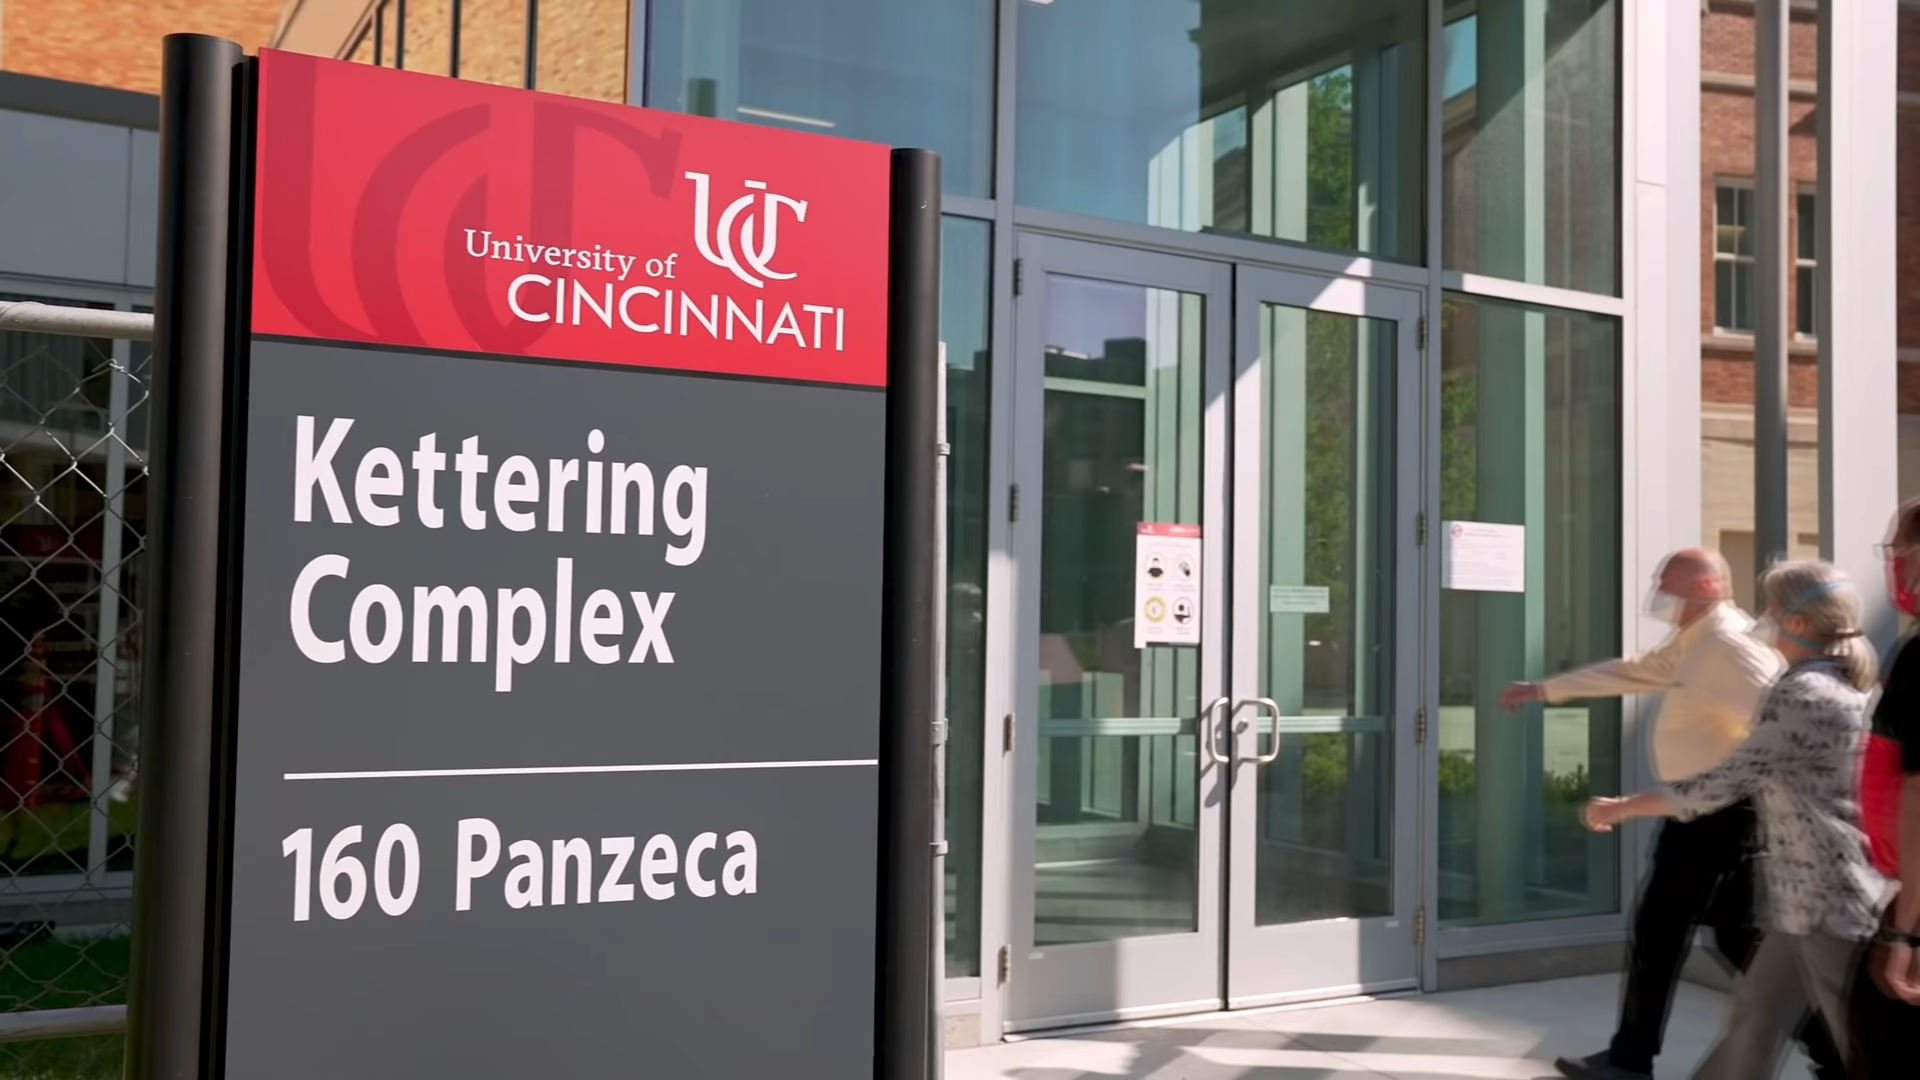 UC
University of
CINCINNATI
Kettering
Complex
160 Panzeca